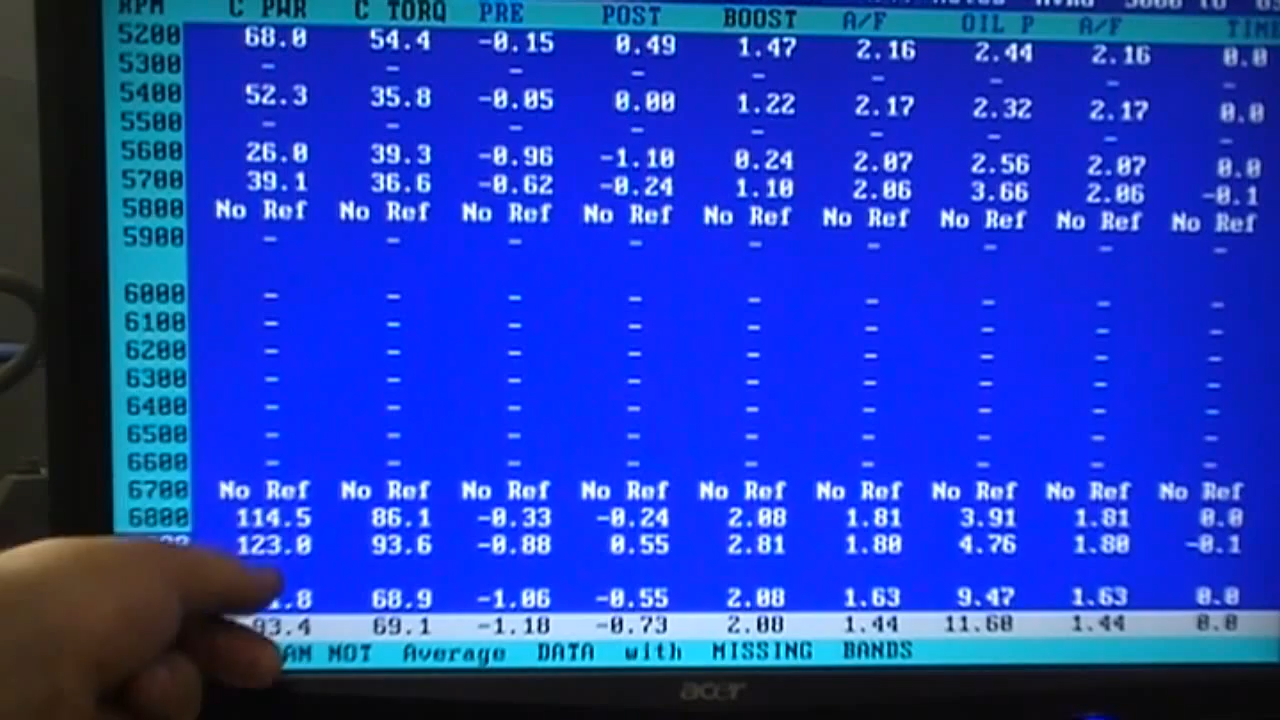 RPM C PWR C TORQ PRE POST BOOST A/F OIL P A/F TIME
5200 68.0 54.4 -0.15 0.49 1.47 2.16 2.44 2.16 0.0
5300 - - - - - - - - -
5400 52.3 35.8 -0.05 0.00 1.22 2.17 2.32 2.17 0.0
5500 - - - - - - - - -
5600 26.0 39.3 -0.96 -1.10 0.24 2.07 2.56 2.07 0.0
5700 39.1 36.6 -0.62 -0.24 1.10 2.06 3.66 2.06 -0.1
5800 No Ref No Ref No Ref No Ref No Ref No Ref No Ref No Ref No Ref
5900 - - - - - - - - -
6000 - - - - - - - - -
6100 - - - - - - - - -
6200 - - - - - - - - -
6300 - - - - - - - - -
6400 - - - - - - - - -
6500 - - - - - - - - -
6600 - - - - - - - - -
6700 No Ref No Ref No Ref No Ref No Ref No Ref No Ref No Ref No Ref
6800 114.5 86.1 -0.33 -0.24 2.08 1.81 3.91 1.81 0.0
123.0 93.6 -0.88 0.55 2.81 1.80 4.76 1.80 -0.1
.8 68.9 -1.06 -0.55 2.08 1.63 9.47 1.63 0.0
93.4 69.1 -1.18 -0.73 2.08 1.44 11.60 1.44 0.0
NOT Average DATA with MISSING BANDS
acer